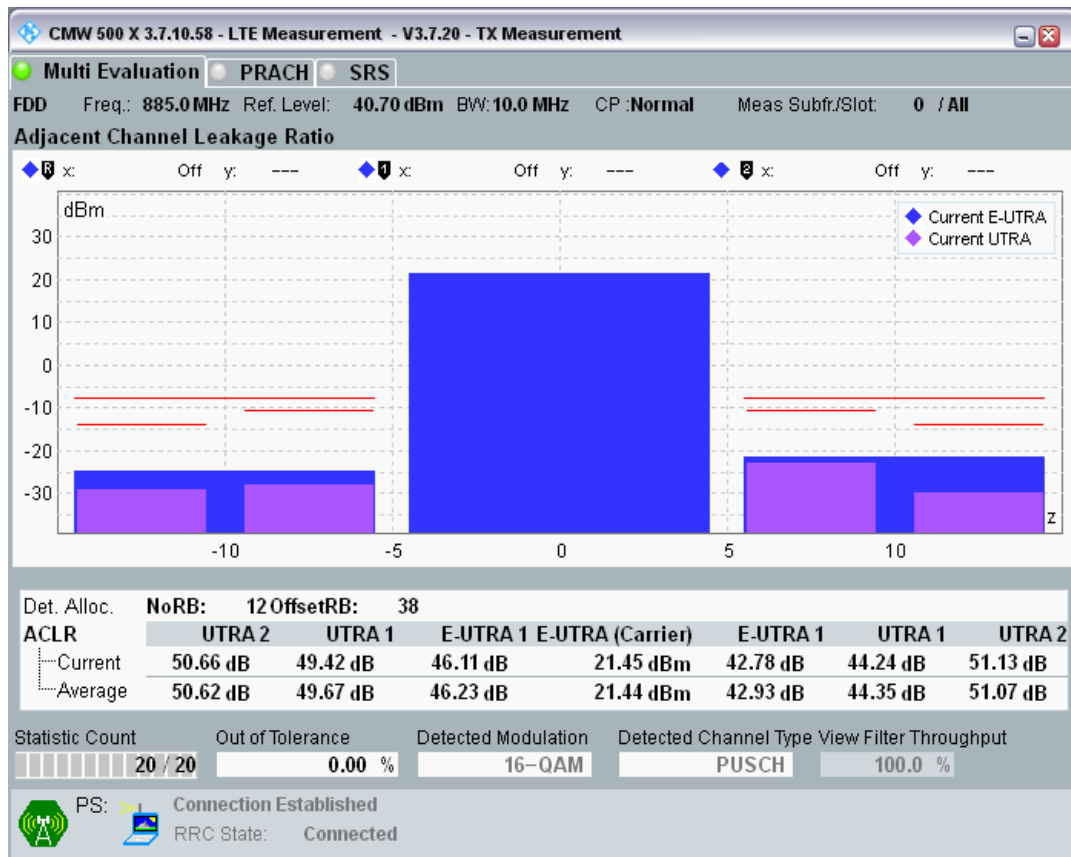 CMW 500 X 3.7.10.58 - LTE Measurement - V3.7.20 - TX Measurement
Multi Evaluation PRACH SRS
FDD Freq.: 885.0 MHz Ref. Level: 40.70 dBm BW: 10.0 MHz CP :Normal Meas Subfr./Slot: 0 / All
Adjacent Channel Leakage Ratio
R x: Off y: --- 1 x: Off y: --- 2 x: Off y: ---
dBm
Current E-UTRA
Current UTRA
30
20
10
0
-10
-20
-30
z
-10 -5 0 5 10
Det. Alloc. NoRB: 12 OffsetRB: 38
ACLR UTRA 2 UTRA 1 E-UTRA 1 E-UTRA (Carrier) E-UTRA 1 UTRA 1 UTRA 2
Current 50.66 dB 49.42 dB 46.11 dB 21.45 dBm 42.78 dB 44.24 dB 51.13 dB
Average 50.62 dB 49.67 dB 46.23 dB 21.44 dBm 42.93 dB 44.35 dB 51.07 dB
Statistic Count Out of Tolerance Detected Modulation Detected Channel Type View Filter Throughput
20 / 20 0.00 % 16-QAM PUSCH 100.0 %
PS: Connection Established
RRC State: Connected